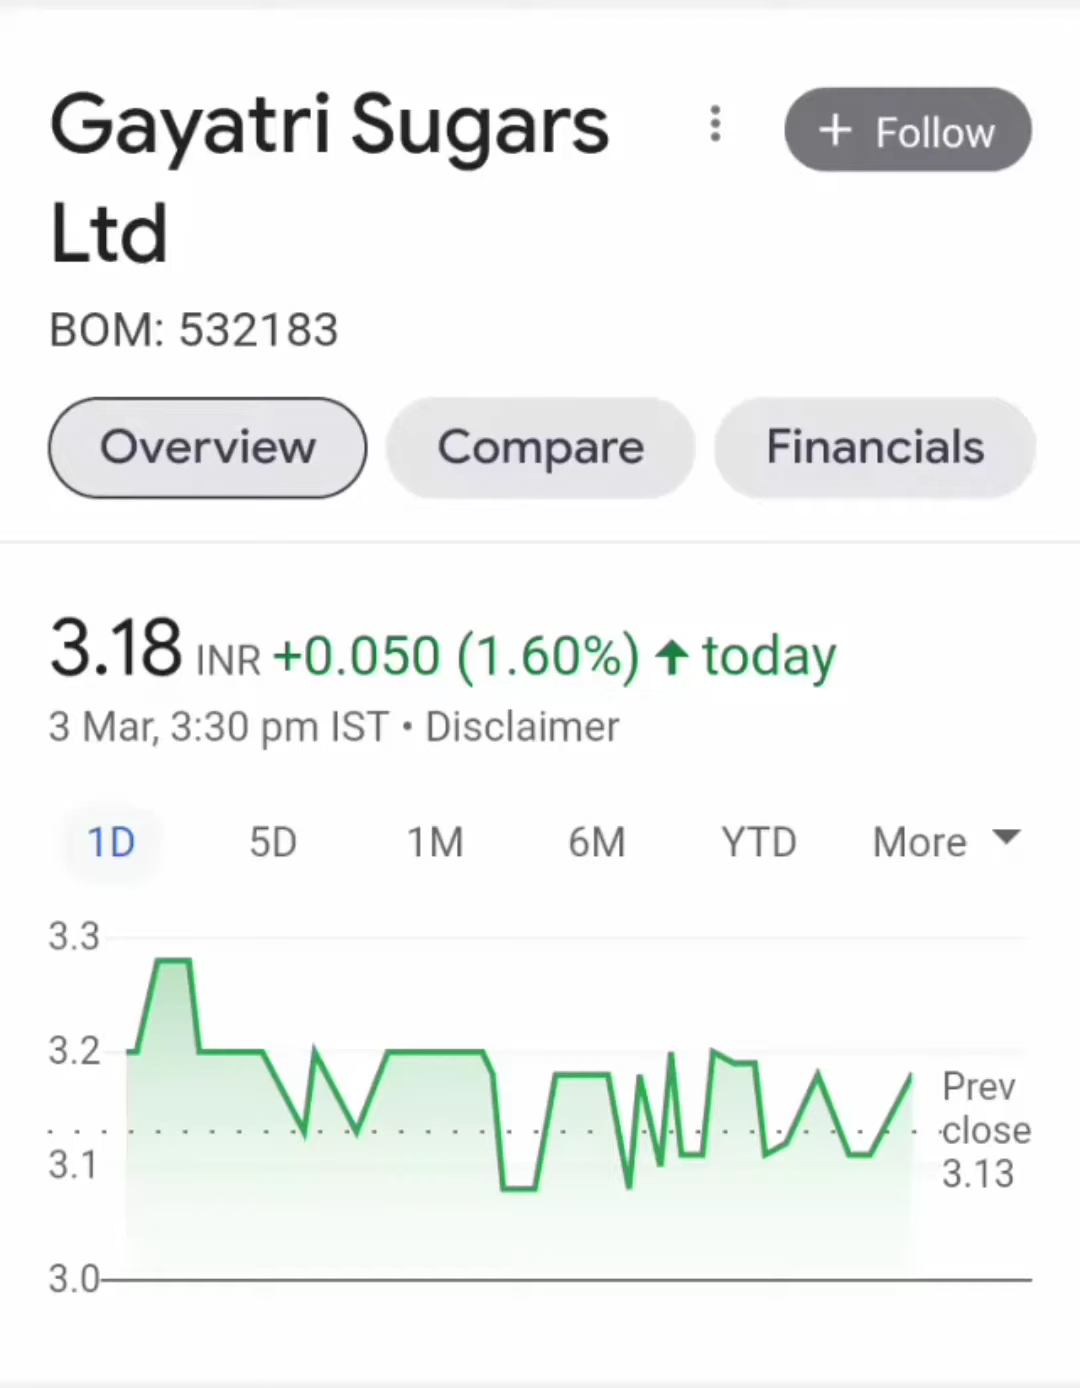 Gayatri Sugars
Ltd
+ Follow
BOM: 532183
Overview Compare Financials
3.18 INR +0.050 (1.60%) ↑ today
3 Mar, 3:30 pm IST • Disclaimer
1D 5D 1M 6M YTD More
3.3
3.2
3.1
3.0
Prev
close
3.13